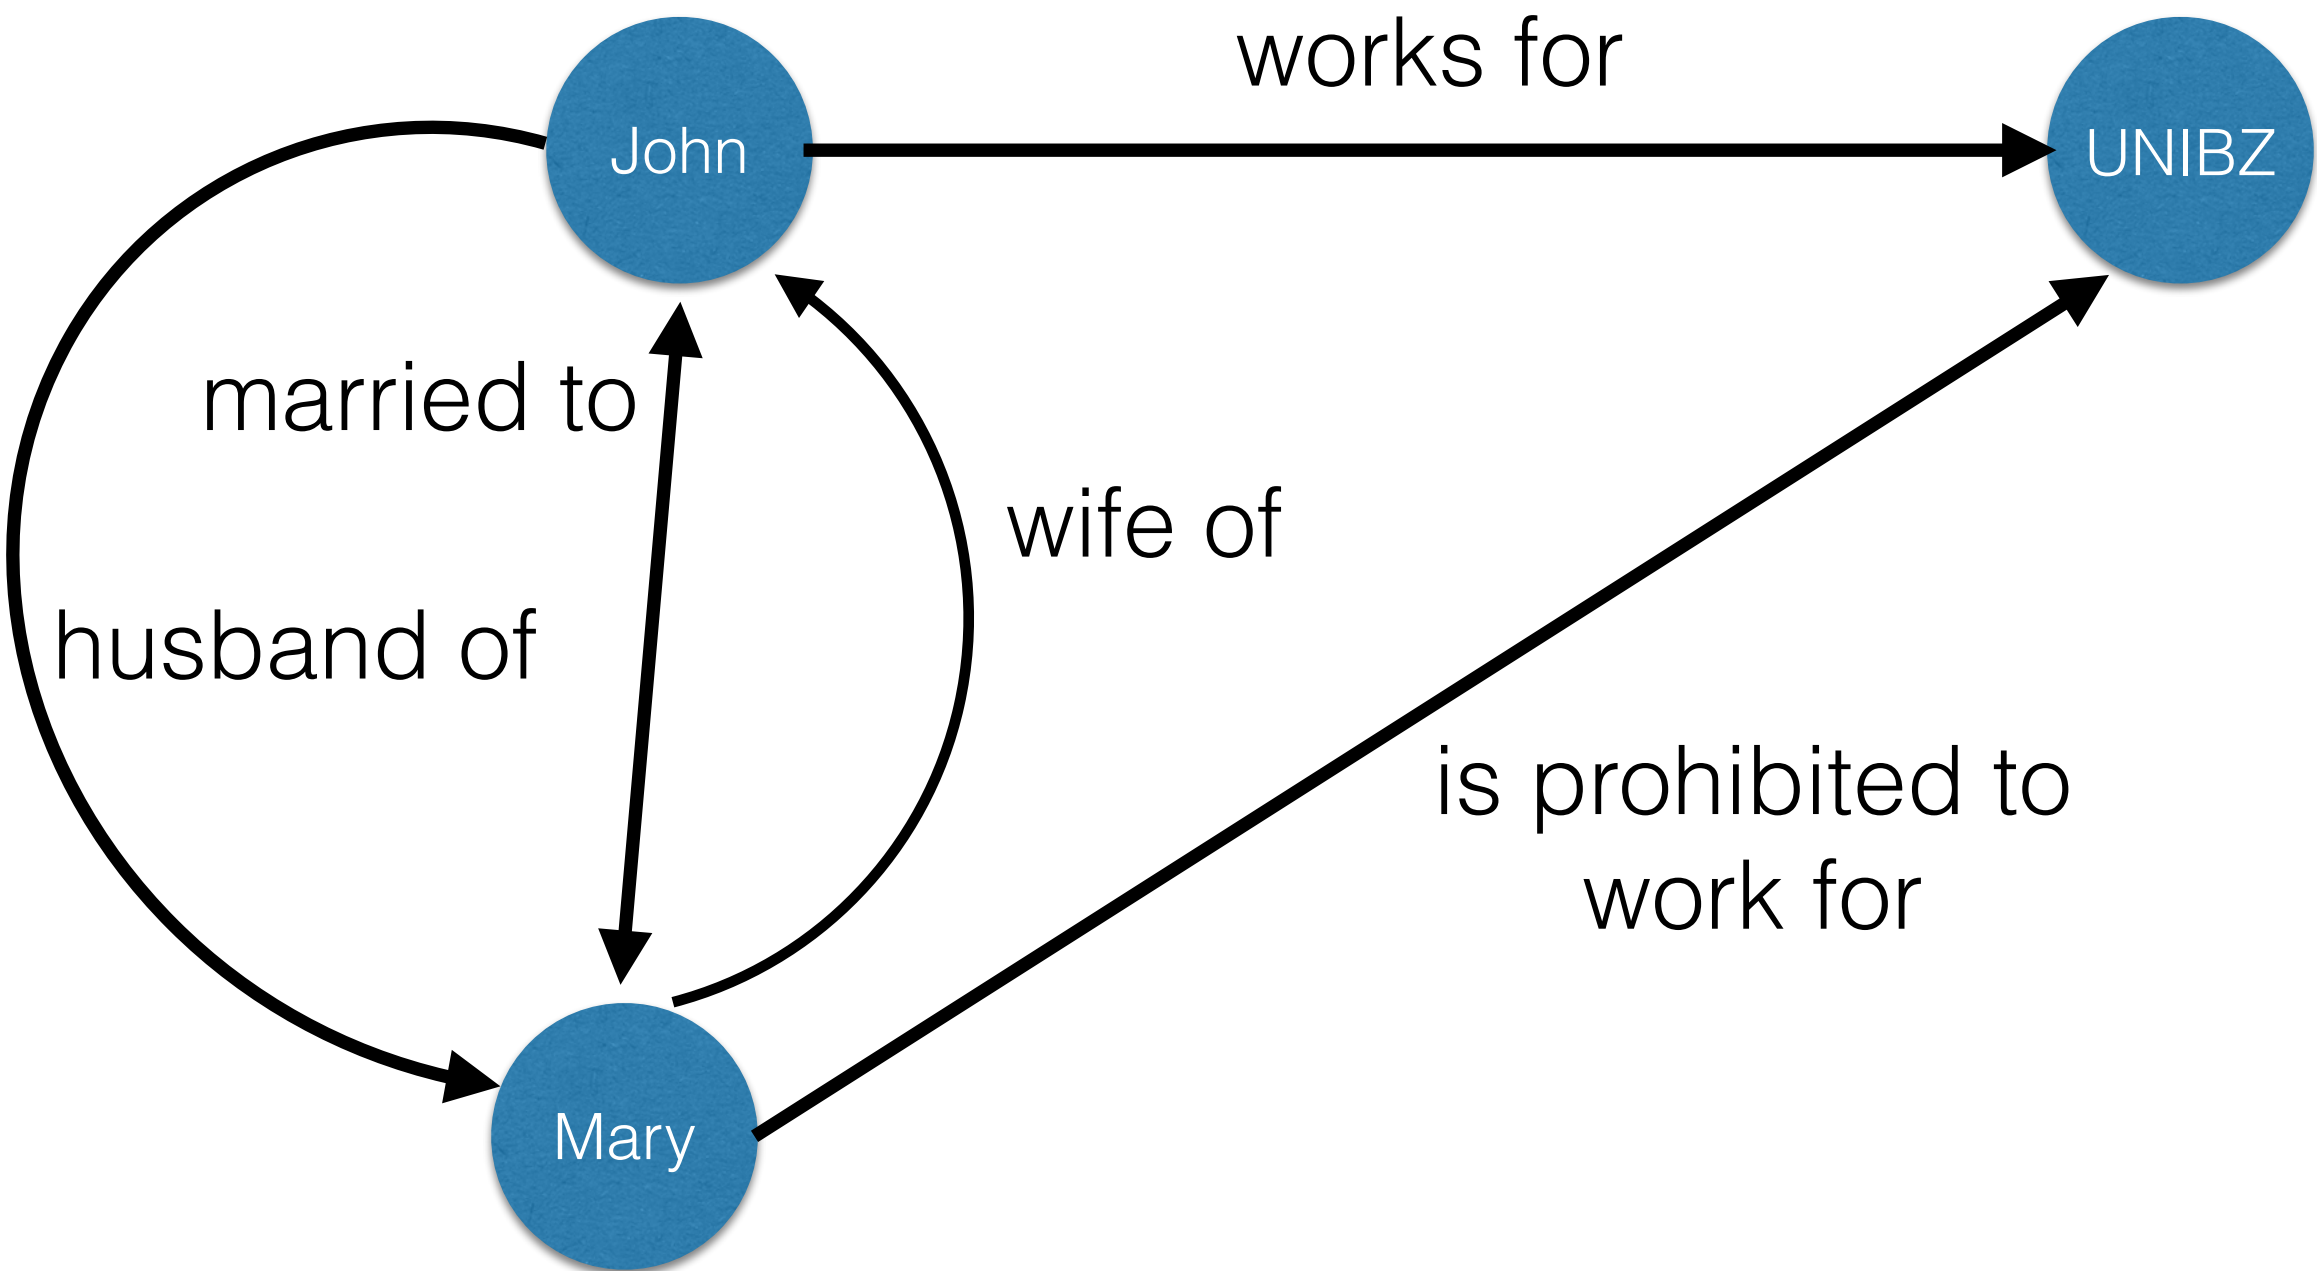 works for
John
UNIBZ
married to
wife of
husband of
is prohibited to
work for
Mary